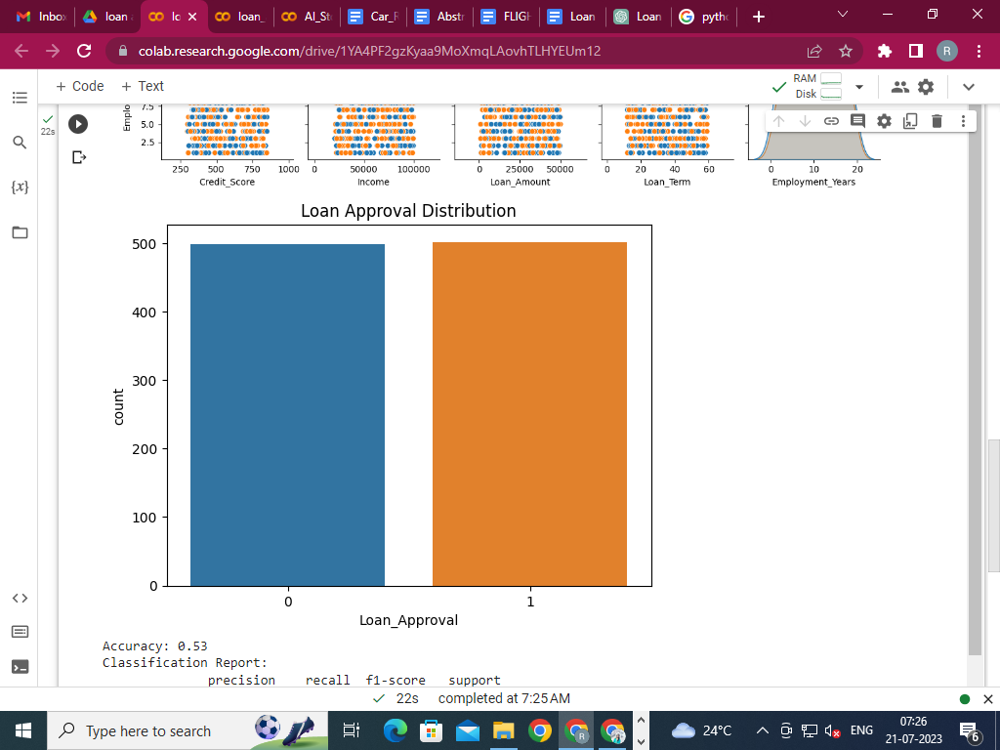 Inbo loan lo loan_ AI_St Car_R Abstr FLIGH Loan Loan pytho
colab.research.google.com/drive/1YA4PF2gzKyaa9MoXmqLAovhTLHYEUm12 R
+ Code + Text RAM
Disk
22s
Emplo
7.5
5.0
2.5
250 500 750 1000 0 50000 100000 0 25000 50000 0 20 40 60 0 10 20
Credit_Score Income Loan_Amount Loan_Term Employment_Years
{x}
Loan Approval Distribution
500
400
300
200
100
0
count
0 1
Loan_Approval
Accuracy: 0.53
Classification Report:
precision recall f1-score support
22s completed at 7:25 AM
Type here to search R 24°C ENG 07:26
21-07-2023 6